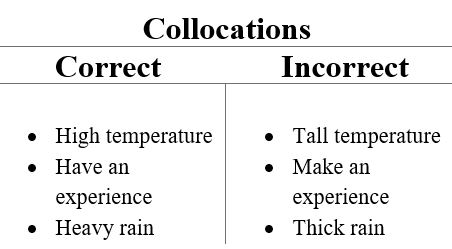 Collocations
Correct
Incorrect
• High temperature
• Have an
experience
• Heavy rain
• Tall temperature
• Make an
experience
• Thick rain